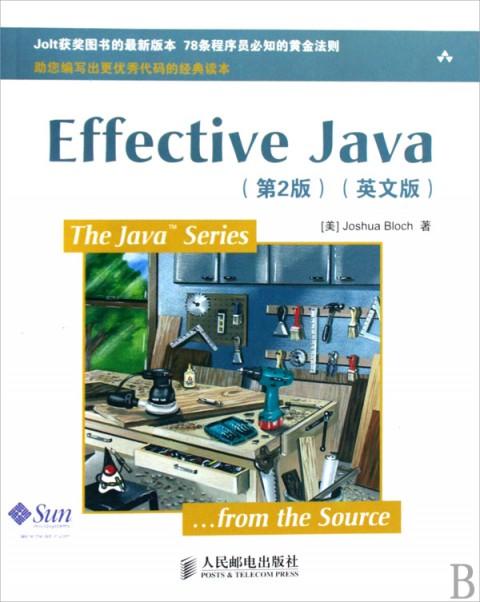 Jolt获奖图书的最新版本 78条程序员必知的黄金法则
助您编写出更优秀代码的经典读本
Effective Java
（第2版）（英文版）
[美] Joshua Bloch 著
The Java™ Series
Sun
microsystems
...from the Source
人民邮电出版社
POSTS & TELECOM PRESS
B